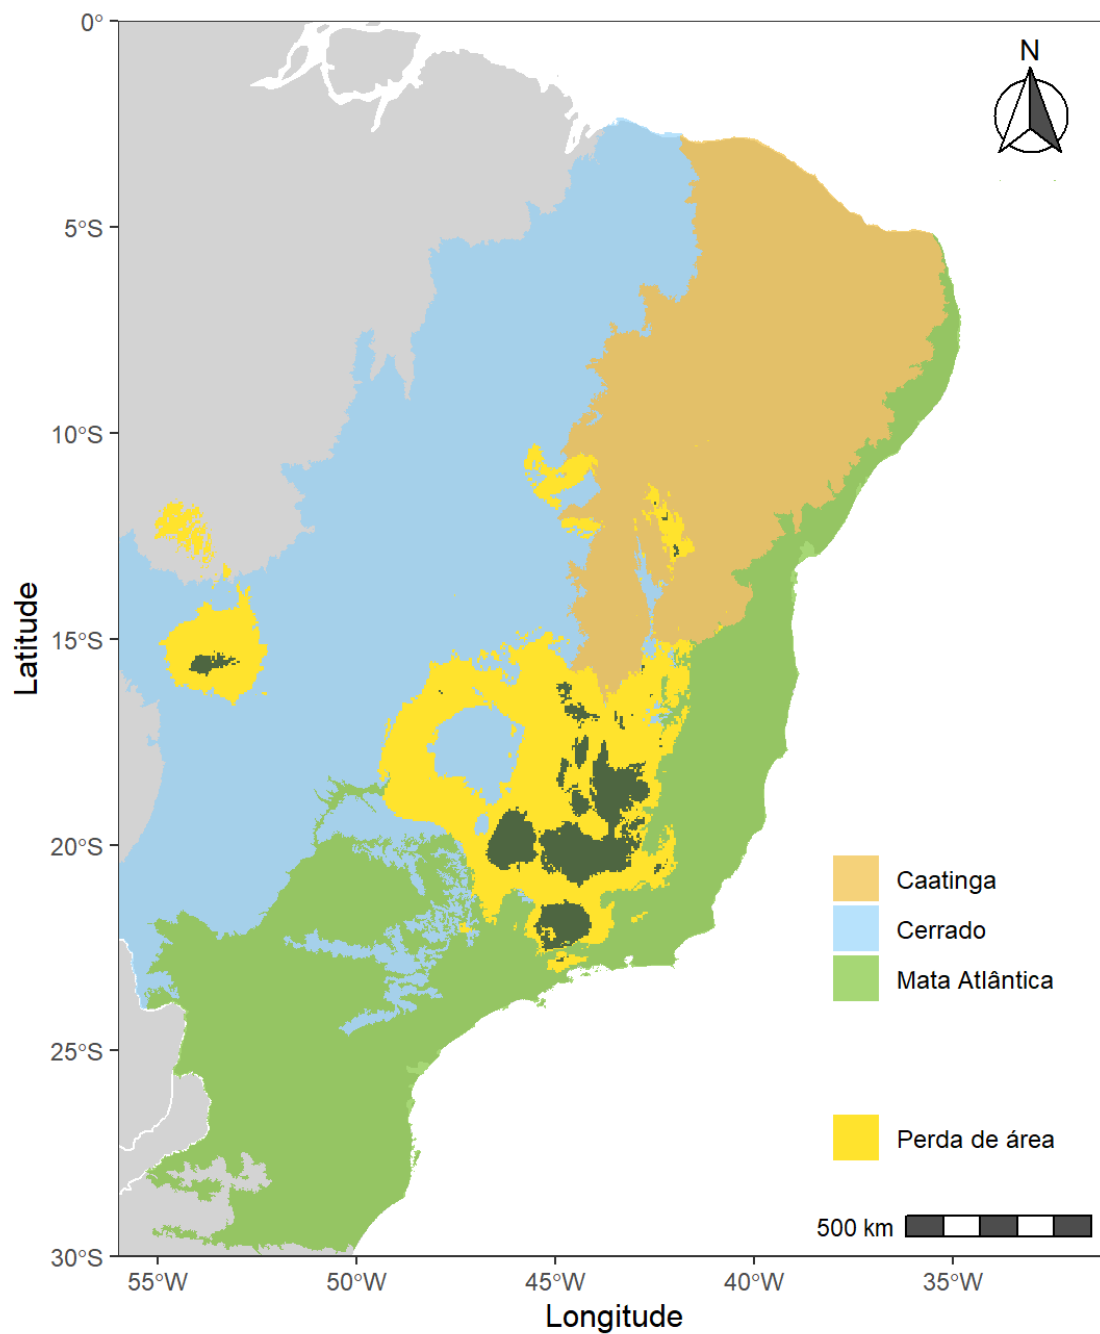 N
0°
5°S
10°S
15°S
20°S
25°S
30°S
Latitude
Caatinga
Cerrado
Mata Atlântica
Perda de área
500 km
55°W 50°W 45°W 40°W 35°W
Longitude